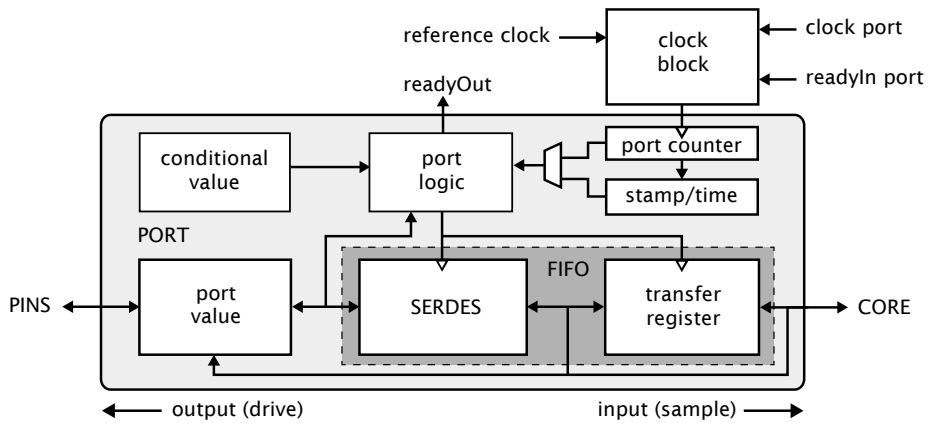 reference clock
clock
block
clock port
readyIn port
readyOut
conditional
value
port
logic
port counter
stamp/time
PORT
FIFO
PINS
port
value
SERDES
transfer
register
CORE
output (drive)
input (sample)